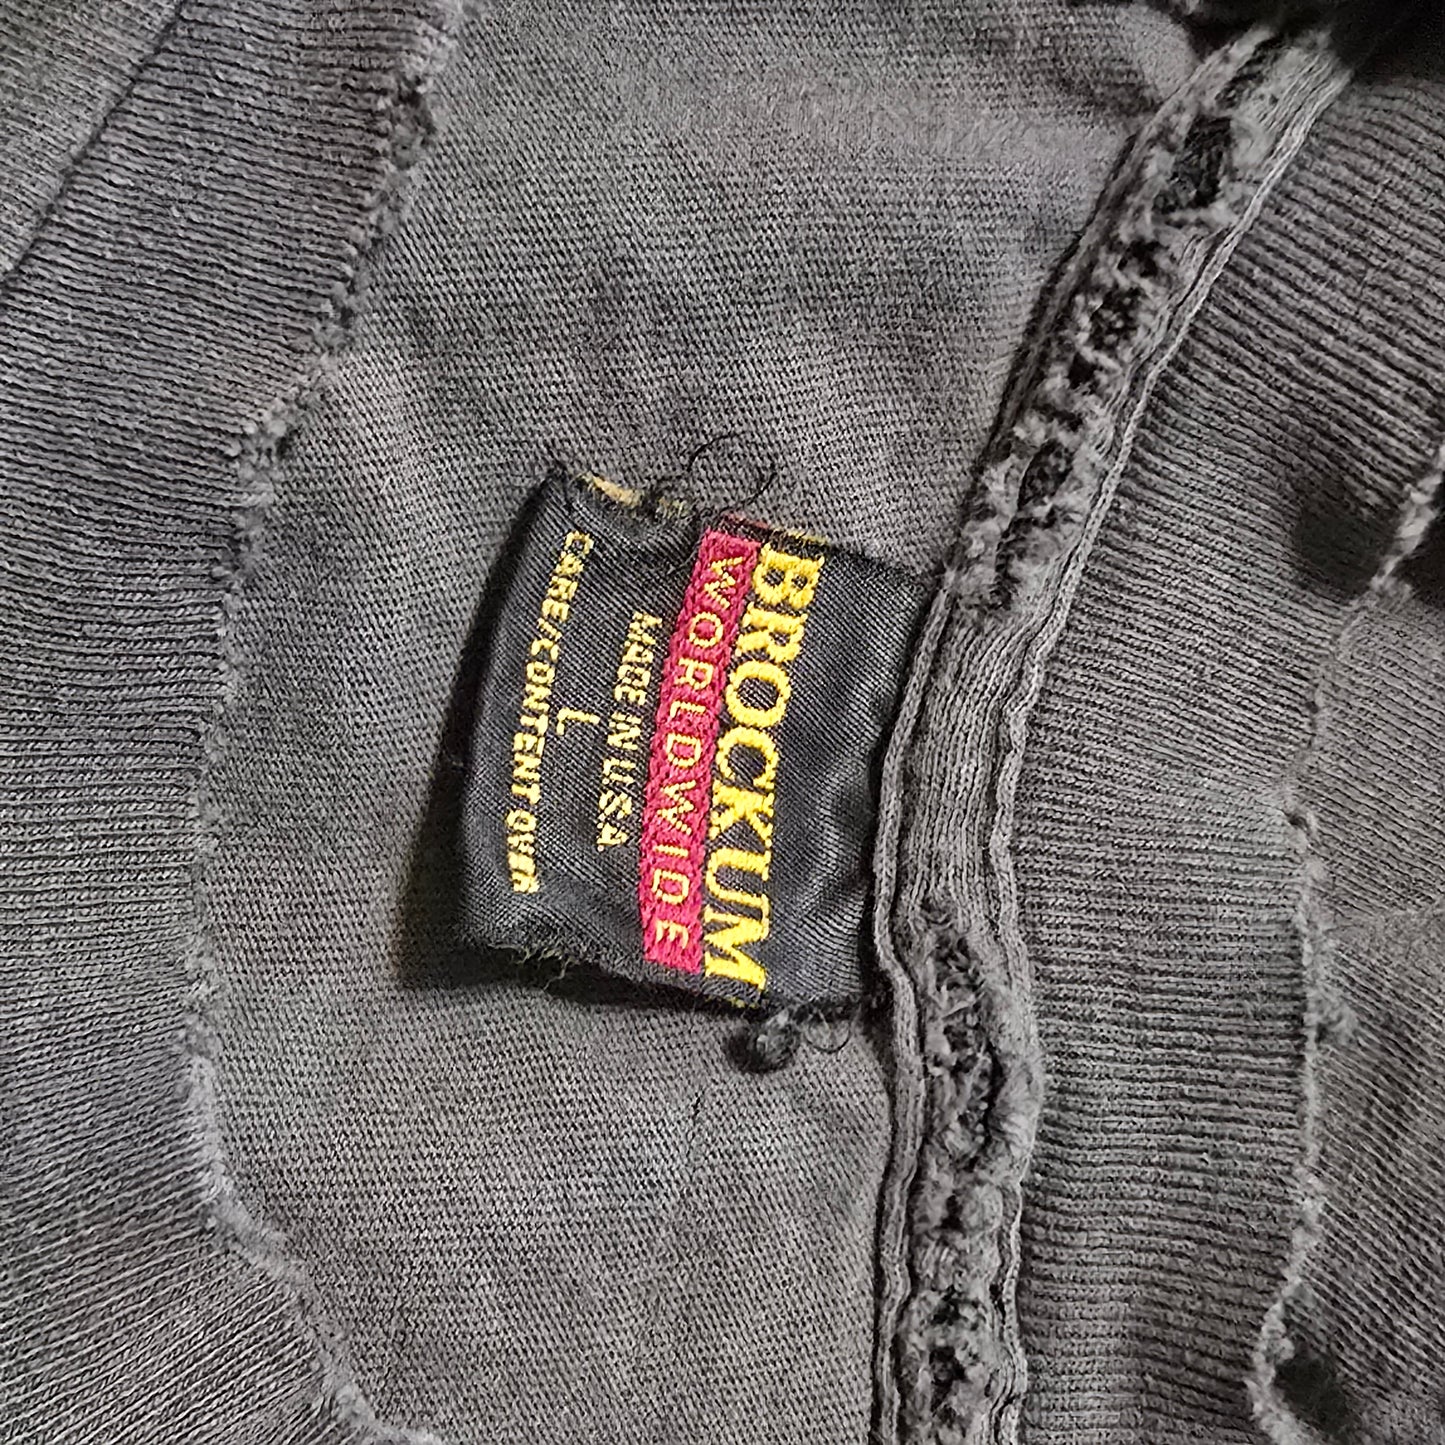 BROCKUM
WORLDWIDE
MADE IN U.S.A
L
CARE/CONTENT OVER